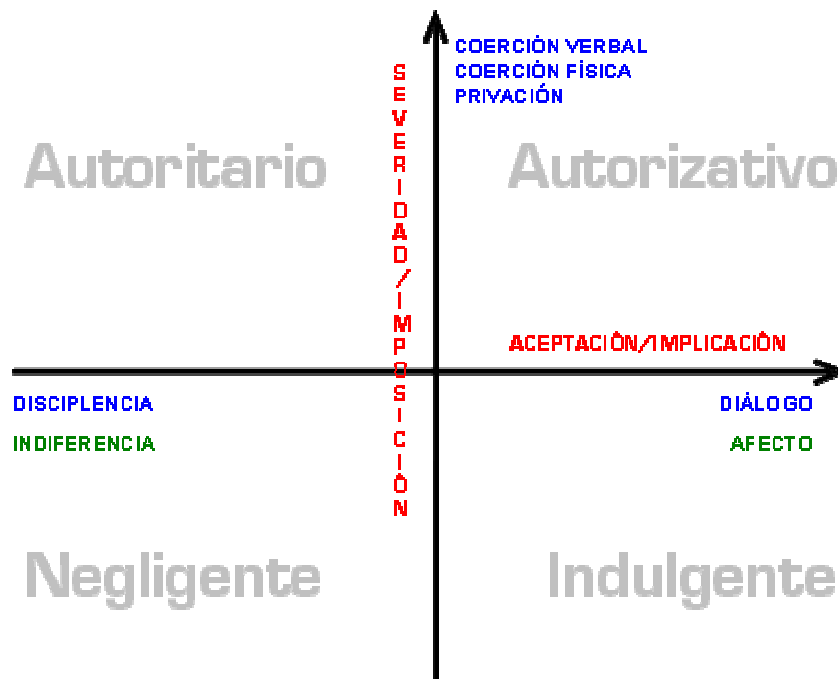 COERCIÓN VERBAL
COERCIÓN FÍSICA
PRIVACIÓN
SEVERIDAD/IMPOSICIÓN
Autoritario
Autorizativo
ACEPTACIÓN/IMPLICACIÓN
DISCIPLENCIA
DIÁLOGO
INDIFERENCIA
AFECTO
Negligente
Indulgente